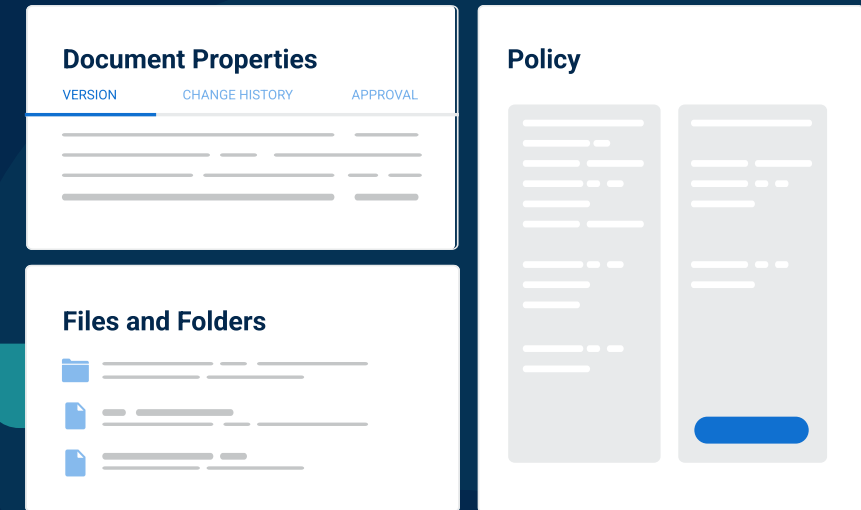 Document Properties
VERSION CHANGE HISTORY APPROVAL
Files and Folders
Policy